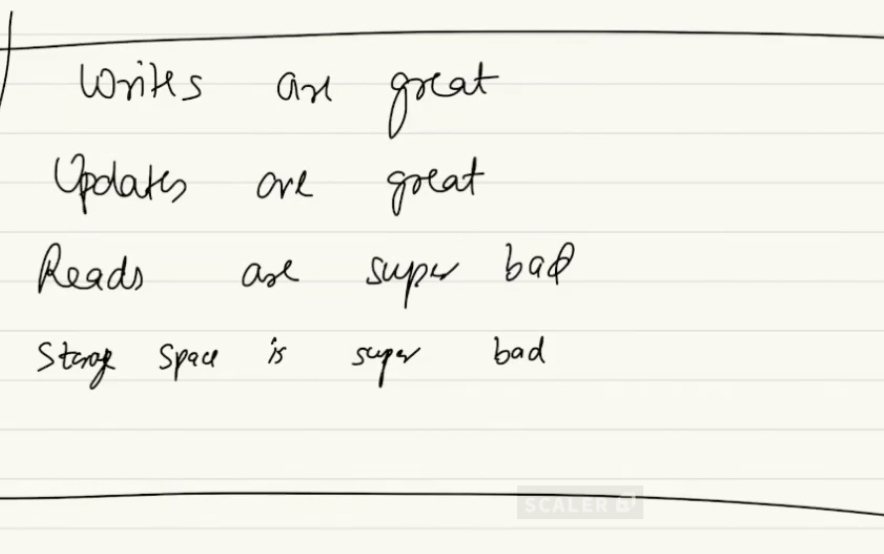 Writes are great
Updates are great
Reads are super bad
Storage space is super bad
SCALER